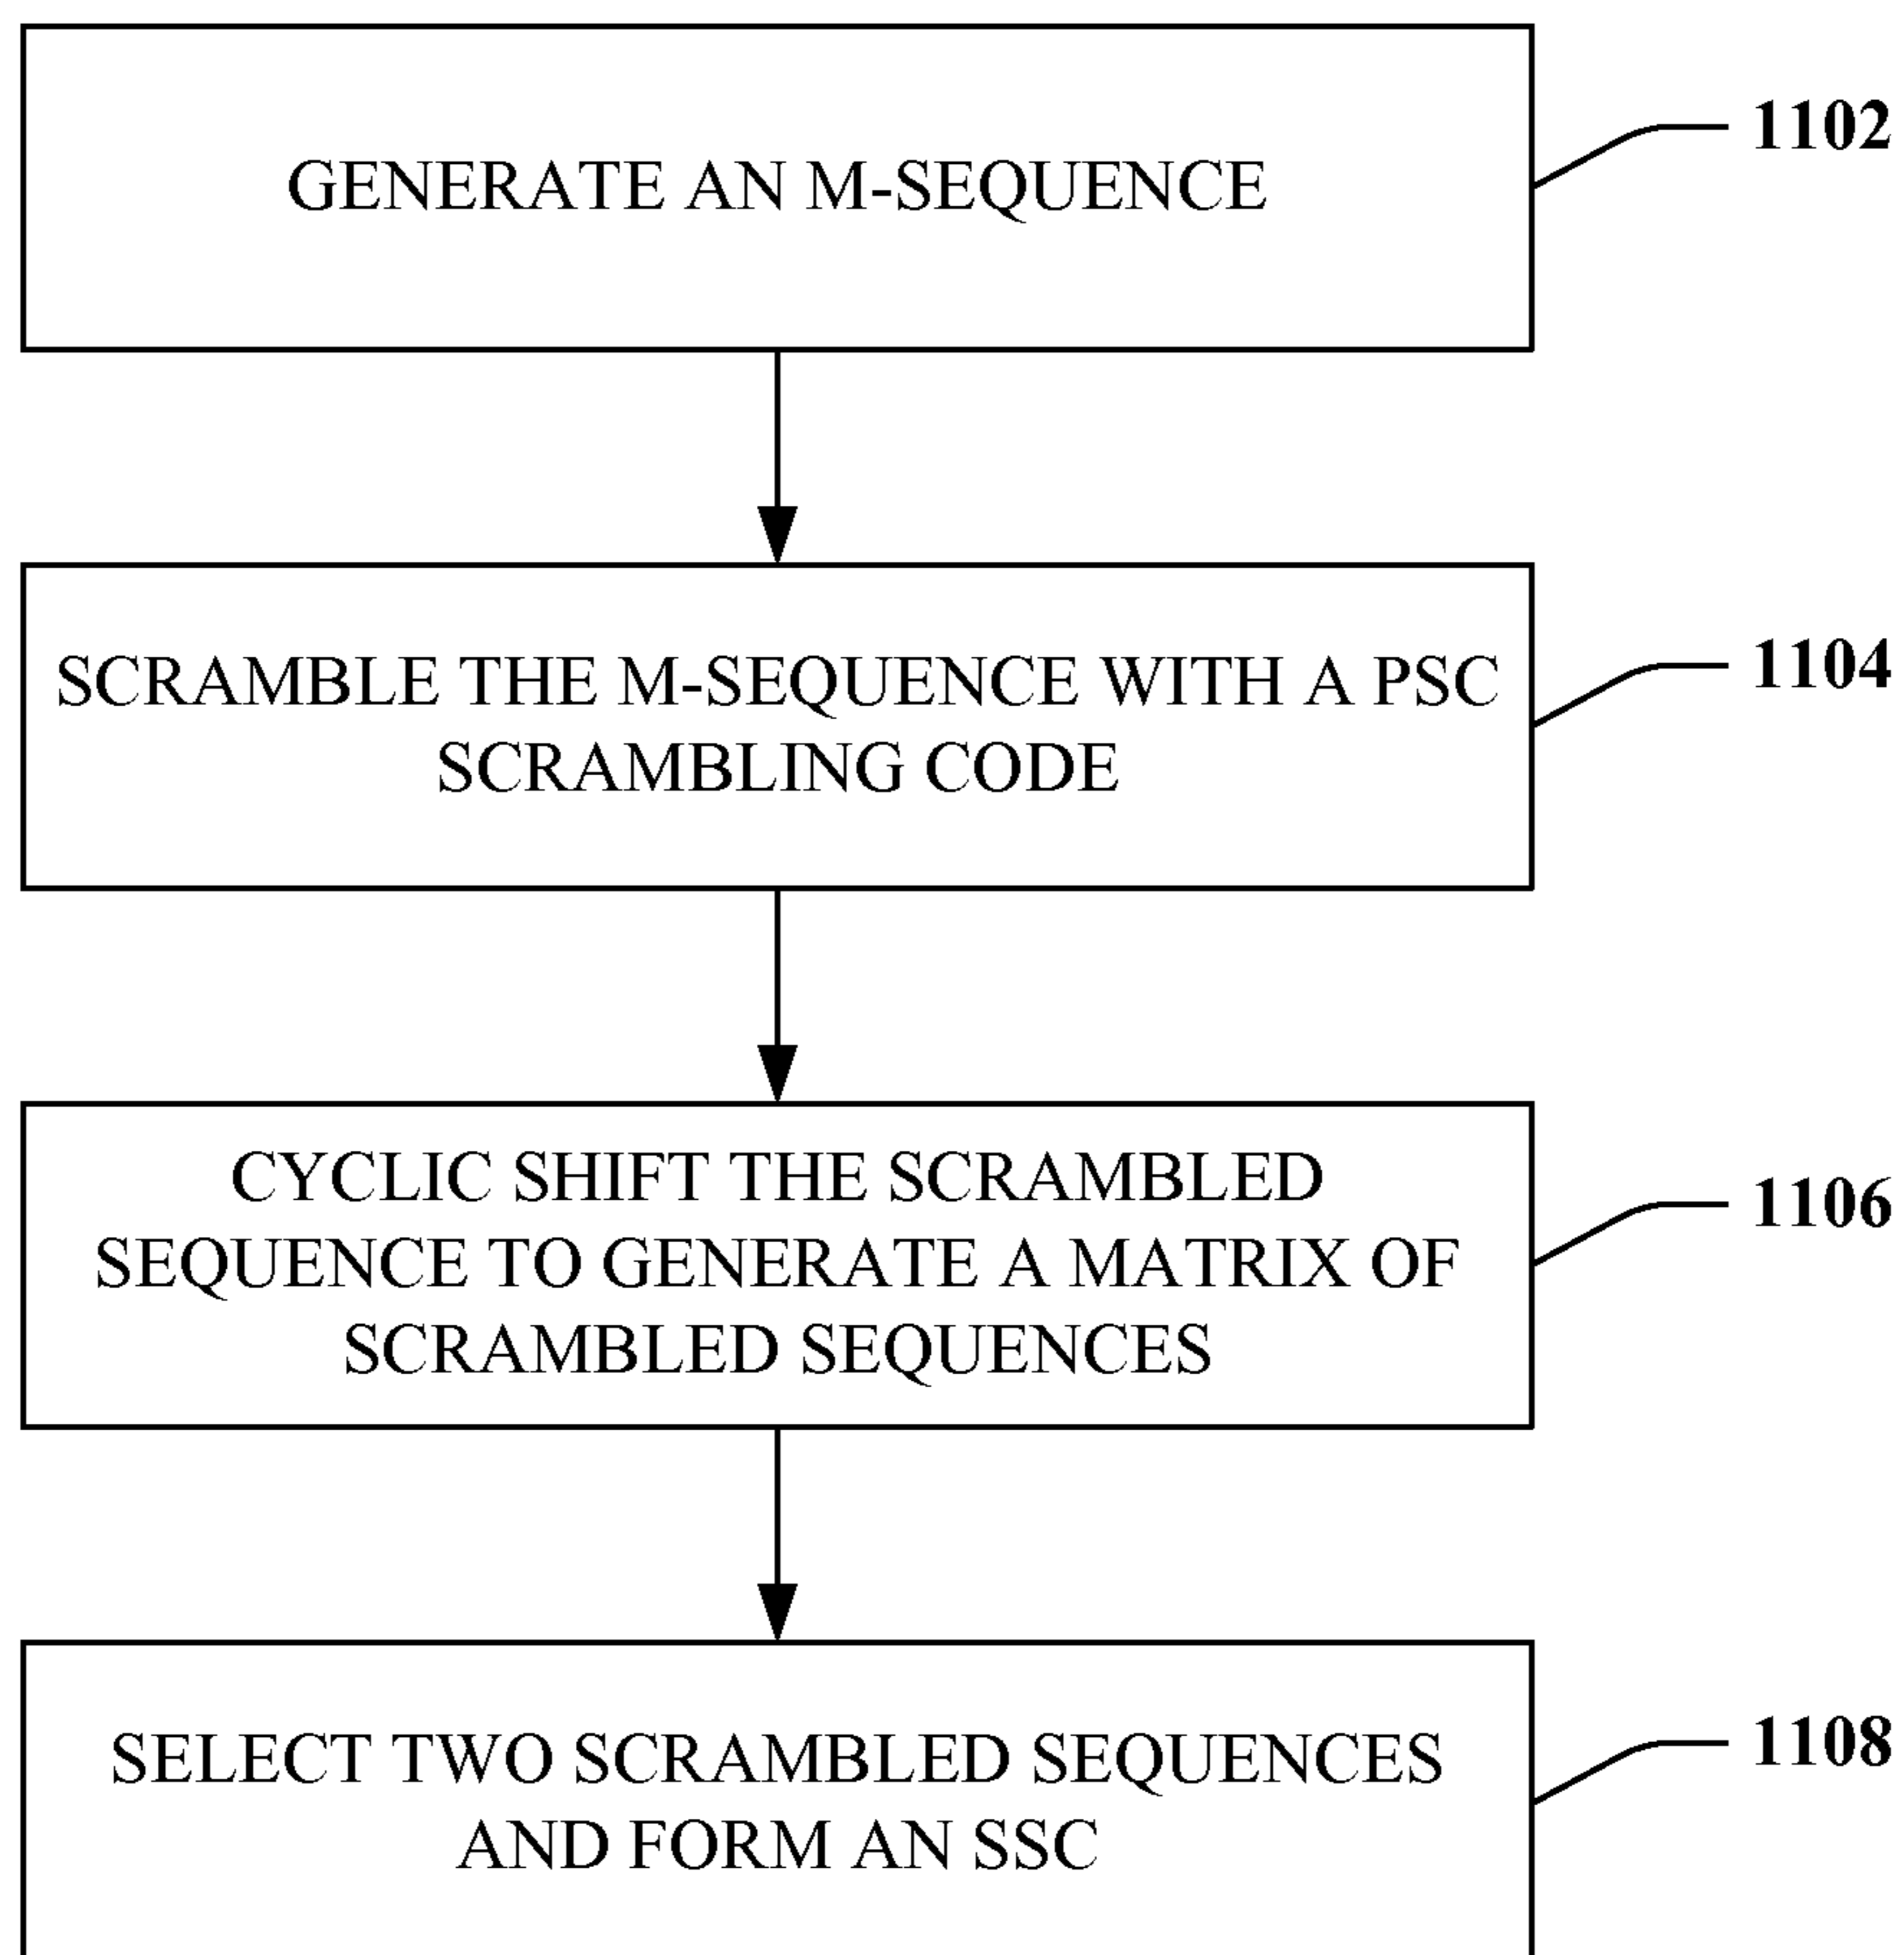 GENERATE AN M-SEQUENCE
1102
SCRAMBLE THE M-SEQUENCE WITH A PSC
SCRAMBLING CODE
1104
CYCLIC SHIFT THE SCRAMBLED
SEQUENCE TO GENERATE A MATRIX OF
SCRAMBLED SEQUENCES
1106
SELECT TWO SCRAMBLED SEQUENCES
AND FORM AN SSC
1108